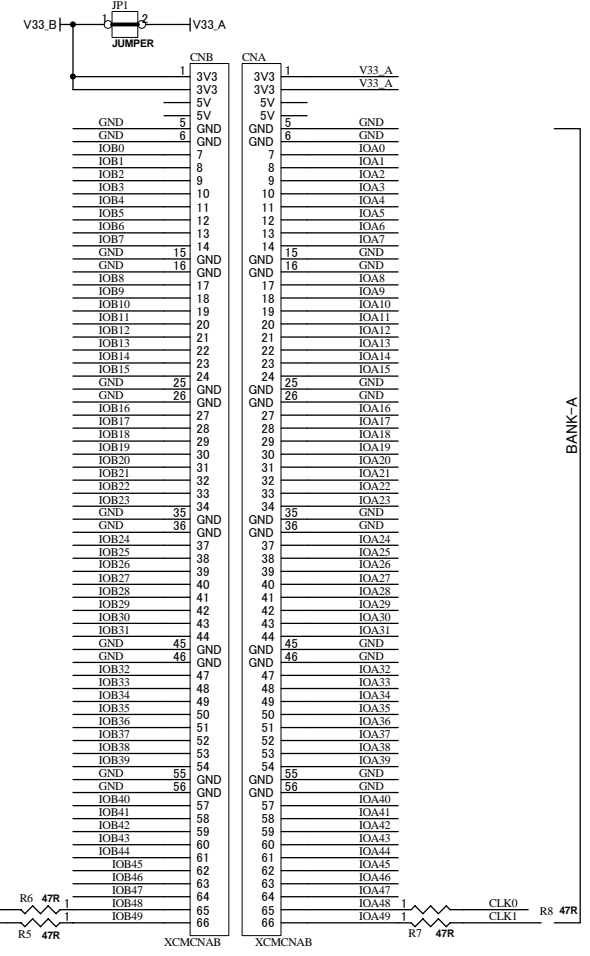 JP1
V33_B 1 2 V33_A
JUMPER
CNB CNA
1 3V3 3V3 1 V33_A
3V3 3V3 V33_A
5V 5V
5V 5V
GND 5 GND GND 5 GND
GND 6 GND GND 6 GND
IOB0 7 7 IOA0
IOB1 8 8 IOA1
IOB2 9 9 IOA2
IOB3 10 10 IOA3
IOB4 11 11 IOA4
IOB5 12 12 IOA5
IOB6 13 13 IOA6
IOB7 14 14 IOA7
GND 15 GND GND 15 GND
GND 16 GND GND 16 GND
IOB8 17 17 IOA8
IOB9 18 18 IOA9
IOB10 19 19 IOA10
IOB11 20 20 IOA11
IOB12 21 21 IOA12
IOB13 22 22 IOA13
IOB14 23 23 IOA14
IOB15 24 24 IOA15
GND 25 GND GND 25 GND
GND 26 GND GND 26 GND
IOB16 27 27 IOA16
IOB17 28 28 IOA17
IOB18 29 29 IOA18
IOB19 30 30 IOA19
IOB20 31 31 IOA20
IOB21 32 32 IOA21
IOB22 33 33 IOA22
IOB23 34 34 IOA23
GND 35 GND GND 35 GND
GND 36 GND GND 36 GND
IOB24 37 37 IOA24
IOB25 38 38 IOA25
IOB26 39 39 IOA26
IOB27 40 40 IOA27
IOB28 41 41 IOA28
IOB29 42 42 IOA29
IOB30 43 43 IOA30
IOB31 44 44 IOA31
GND 45 GND GND 45 GND
GND 46 GND GND 46 GND
IOB32 47 47 IOA32
IOB33 48 48 IOA33
IOB34 49 49 IOA34
IOB35 50 50 IOA35
IOB36 51 51 IOA36
IOB37 52 52 IOA37
IOB38 53 53 IOA38
IOB39 54 54 IOA39
GND 55 GND GND 55 GND
GND 56 GND GND 56 GND
IOB40 57 57 IOA40
IOB41 58 58 IOA41
IOB42 59 59 IOA42
IOB43 60 60 IOA43
IOB44 61 61 IOA44
IOB45 62 62 IOA45
IOB46 63 63 IOA46
IOB47 64 64 IOA47
R6 47R 1 IOB48 65 65 IOA48 1 CLK0 R8 47R
R5 47R 1 IOB49 66 66 IOA49 1 CLK1
R7 47R
XCMCNAB XCMCNAB
BANK-A